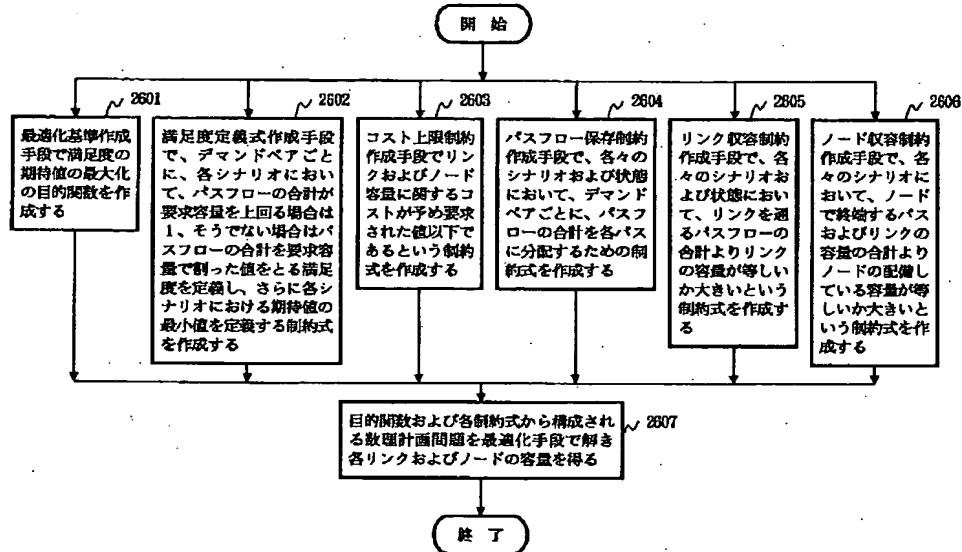 開 始
2601
最適化基準作成
手段で満足度の
期待値の最大化
の目的関数を作
成する
2602
満足度定義式作成手段
で、デマンドペアごと
に、各シナリオにおい
て、パスフローの合計が
要求容量を上回る場合は
1、そうでない場合はパ
スフローの合計を要求容
量で割った値をとる満足
度を定義し、さらに各シ
ナリオにおける期待値の
最小値を定義する制約式
を作成する
2603
コスト上限制約
作成手段でリン
クおよびノード
容量に関するコ
ストが予め要求
された値以下で
あるという制約
式を作成する
2604
パスフロー保存制約
作成手段で、各々の
シナリオおよび状態
において、デマンド
ペアごとに、パスフ
ローの合計を各パス
に分配するための制
約式を作成する
2605
リンク収容制約
作成手段で、各
々のシナリオお
よび状態におい
て、リンクを通
るパスフローの
合計よりリンク
の容量が等しい
か大きいという
制約式を作成す
る
2606
ノード収容制約
作成手段で、各
々のシナリオに
おいて、ノード
で終端するパス
およびリンクの
容量の合計より
ノードの配備し
ている容量が等
しいか大きいと
いう制約式を作
成する
目的関数および各制約式から構成され
る数理計画問題を最適化手段で解き
各リンクおよびノードの容量を得る
2607
終 了